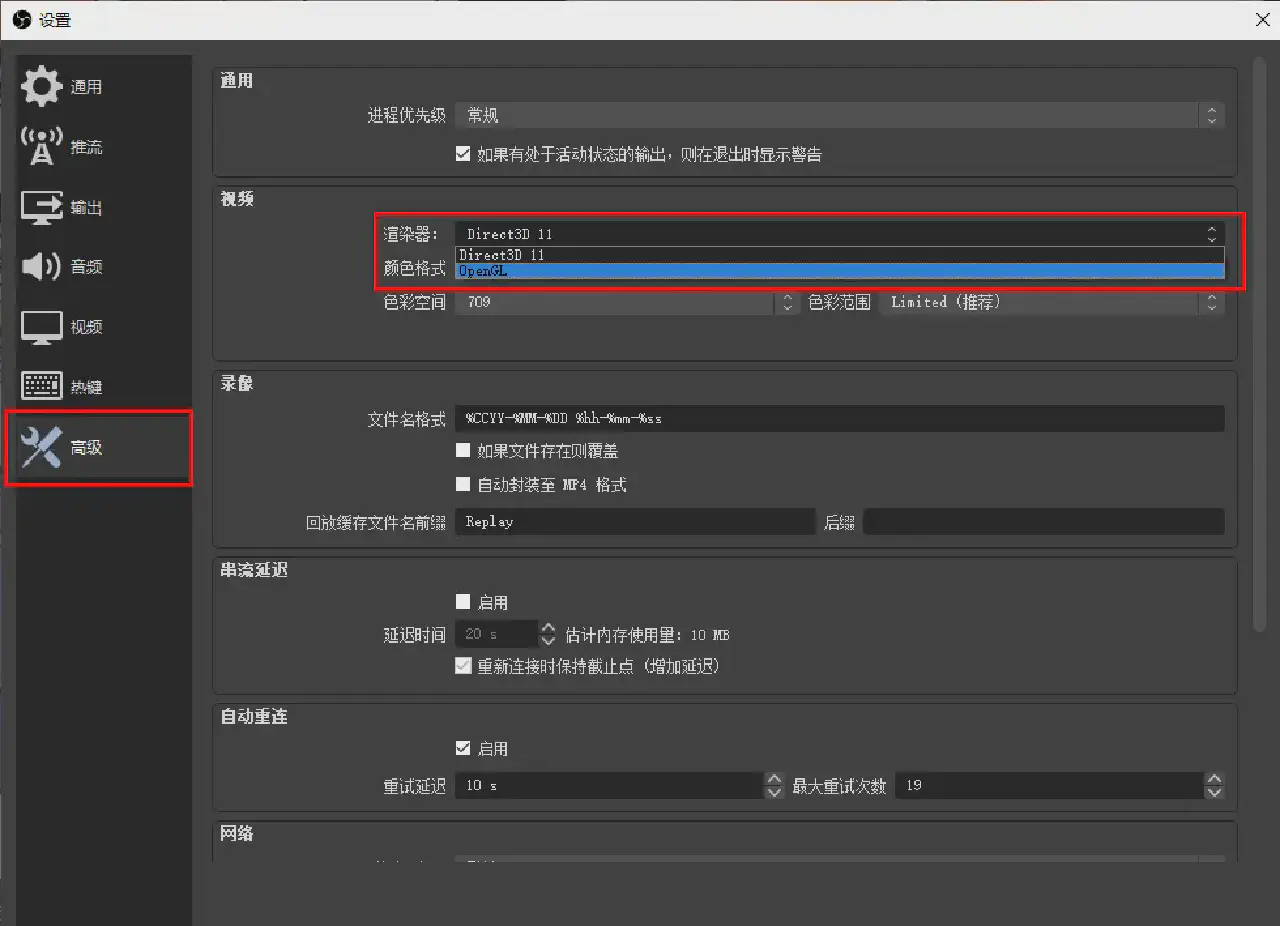 设置
通用
推流
输出
音频
视频
热键
高级
通用
进程优先级 常规
如果有处于活动状态的输出，则在退出时显示警告
视频
渲染器： Direct3D 11
Direct3D 11
颜色格式 OpenGL
色彩空间 709 色彩范围 Limited (推荐)
录像
文件名格式 %CCYY-%MM-%DD %hh-%mm-%ss
如果文件存在则覆盖
自动封装至 MP4 格式
回放缓存文件名前缀 Replay 后缀
串流延迟
启用
延迟时间 20 s 估计内存使用量：10 MB
重新连接时保持截止点 (增加延迟)
自动重连
启用
重试延迟 10 s 最大重试次数 19
网络